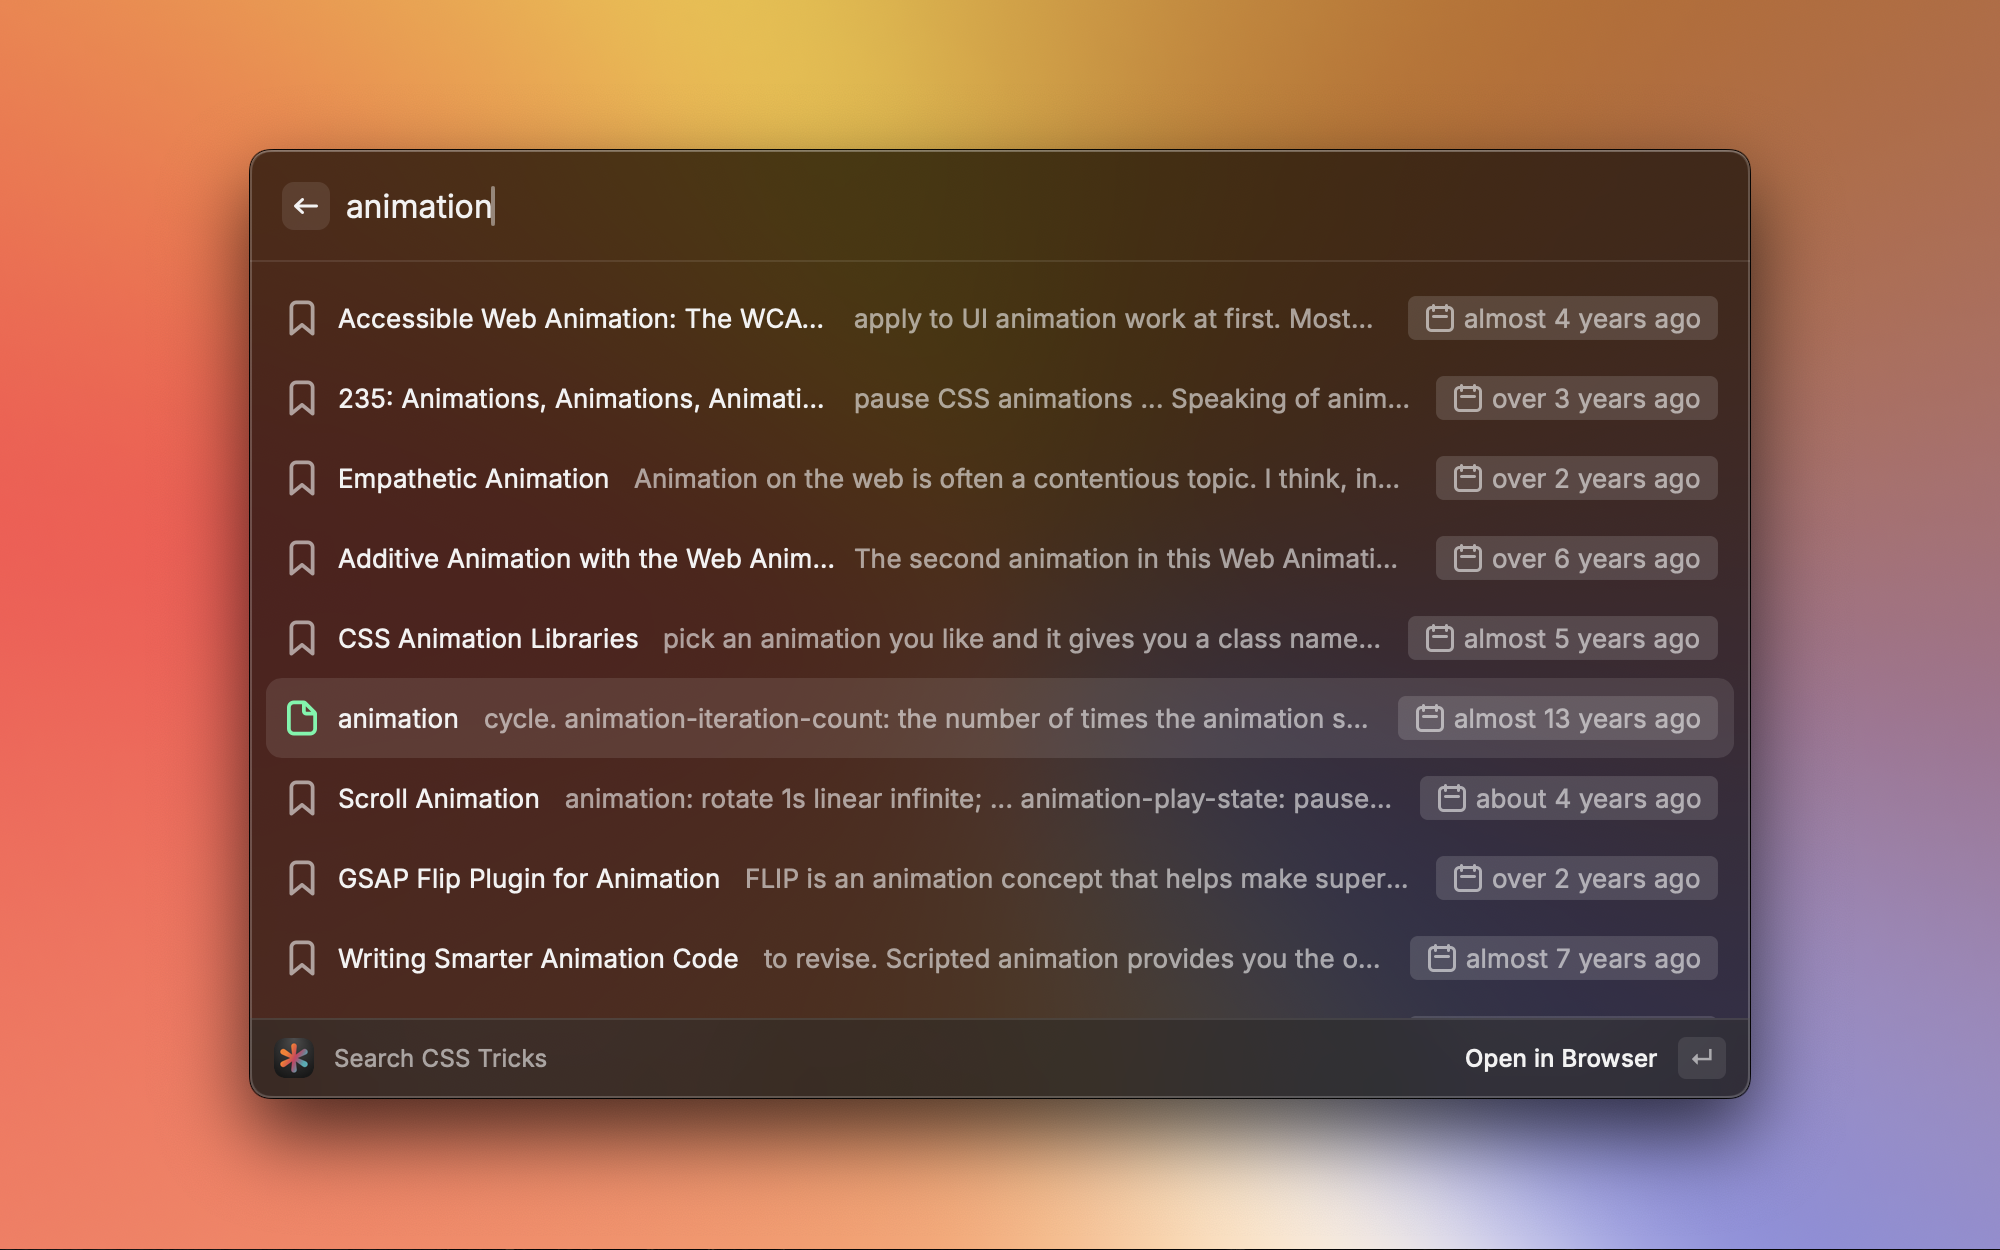 animation
Accessible Web Animation: The WCA... apply to UI animation work at first. Most... almost 4 years ago
235: Animations, Animations, Animati... pause CSS animations ... Speaking of anim... over 3 years ago
Empathetic Animation Animation on the web is often a contentious topic. I think, in... over 2 years ago
Additive Animation with the Web Anim... The second animation in this Web Animati... over 6 years ago
CSS Animation Libraries pick an animation you like and it gives you a class name... almost 5 years ago
animation cycle. animation-iteration-count: the number of times the animation s... almost 13 years ago
Scroll Animation animation: rotate 1s linear infinite; ... animation-play-state: pause... about 4 years ago
GSAP Flip Plugin for Animation FLIP is an animation concept that helps make super... over 2 years ago
Writing Smarter Animation Code to revise. Scripted animation provides you the o... almost 7 years ago
Search CSS Tricks Open in Browser